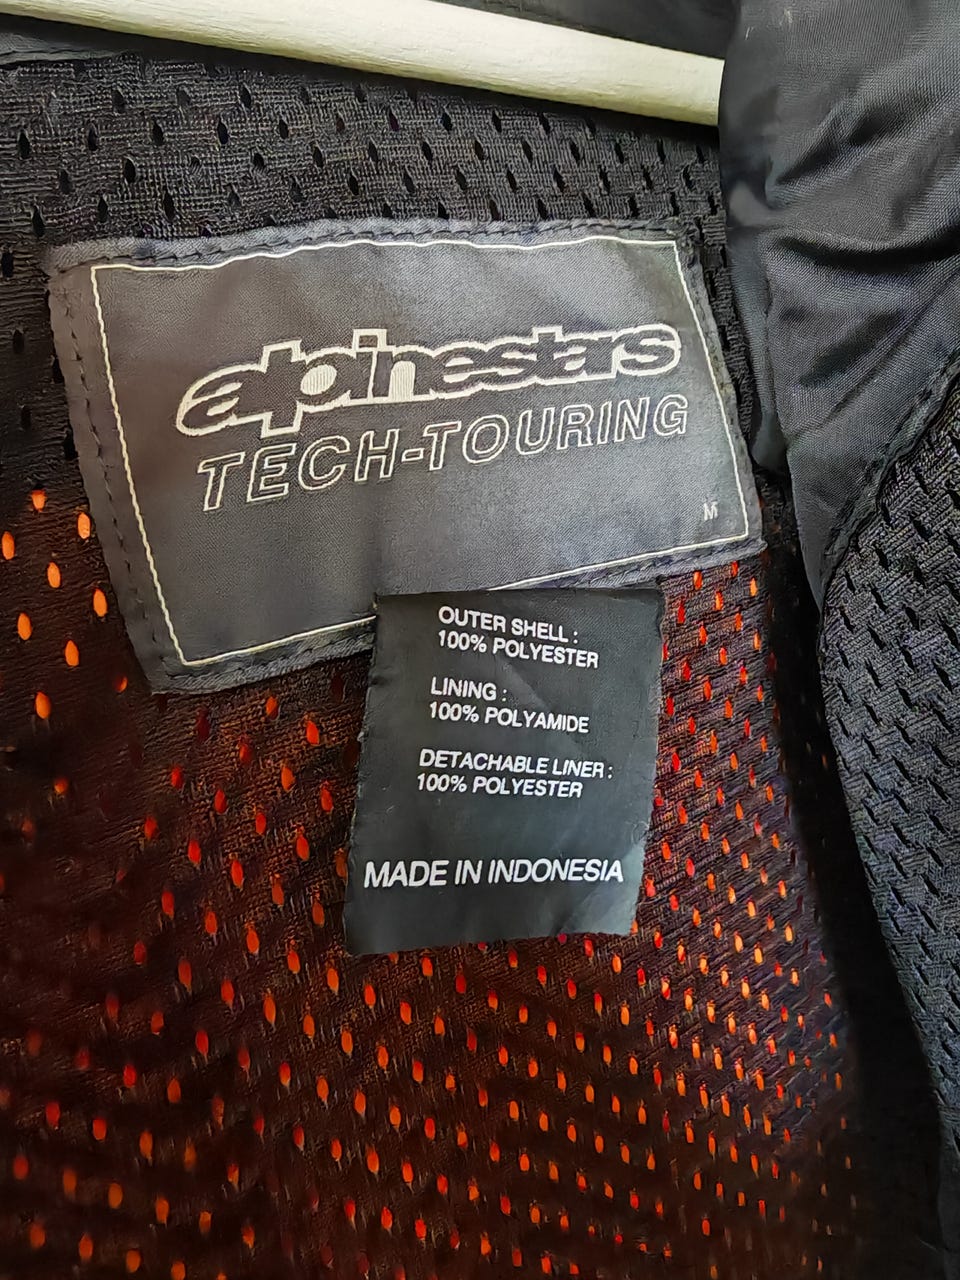 alpinestars
TECH-TOURING
M
OUTER SHELL :
100% POLYESTER
LINING :
100% POLYAMIDE
DETACHABLE LINER :
100% POLYESTER
MADE IN INDONESIA